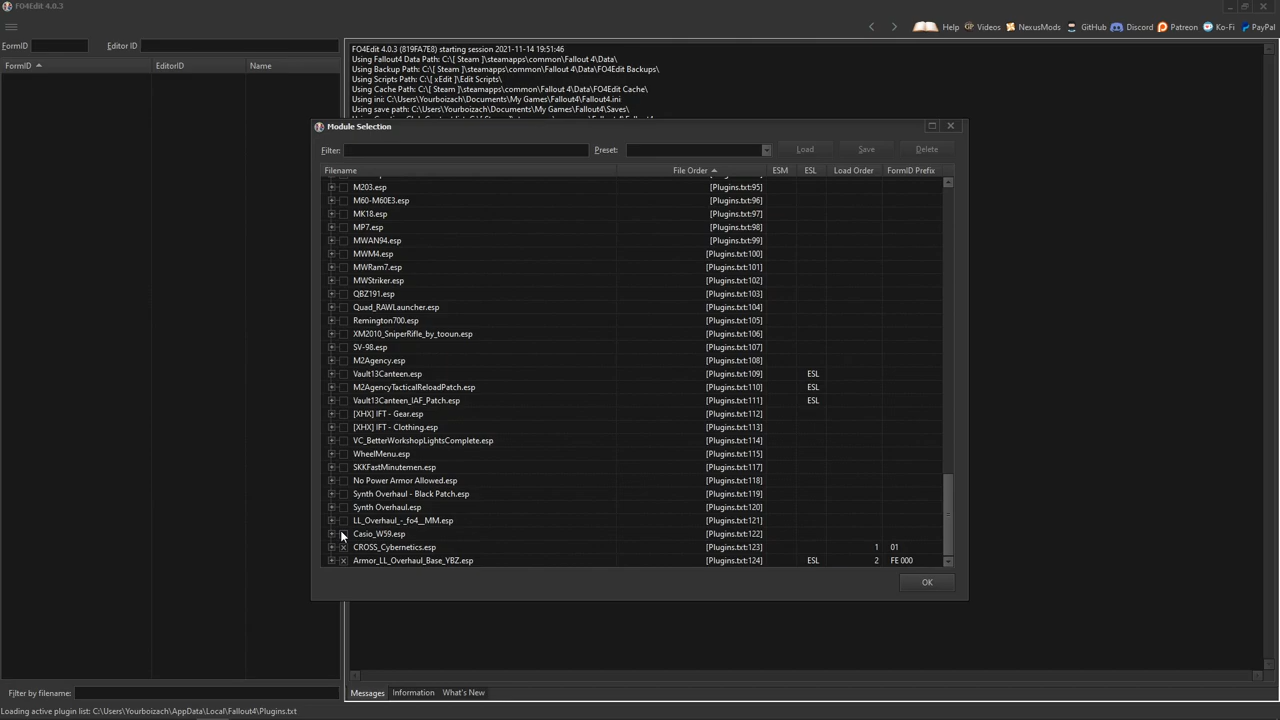 FO4Edit 4.0.3
Help Videos NexusMods GitHub Discord Patreon Ko-Fi PayPal
FormID Editor ID
FormID EditorID Name
FO4Edit 4.0.3 (819FA7E8) starting session 2021-11-14 19:51:46
Using Fallout4 Data Path: C:\[ Steam ]\steamapps\common\Fallout 4\Data\
Using Backup Path: C:\[ Steam ]\steamapps\common\Fallout 4\Data\FO4Edit Backups\
Using Scripts Path: C:\[ xEdit ]\Edit Scripts\
Using Cache Path: C:\[ Steam ]\steamapps\common\Fallout 4\Data\FO4Edit Cache\
Using ini: C:\Users\Yourboizach\Documents\My Games\Fallout4\Fallout4.ini
Using save path: C:\Users\Yourboizach\Documents\My Games\Fallout4\Saves\
Module Selection
Filter: Preset: Load Save Delete
Filename File Order ESM ESL Load Order FormID Prefix
M203.esp [Plugins.txt:95]
M60-M60E3.esp [Plugins.txt:96]
MK18.esp [Plugins.txt:97]
MP7.esp [Plugins.txt:98]
MWAN94.esp [Plugins.txt:99]
MWM4.esp [Plugins.txt:100]
MWRam7.esp [Plugins.txt:101]
MWStriker.esp [Plugins.txt:102]
QBZ191.esp [Plugins.txt:103]
Quad_RAWLauncher.esp [Plugins.txt:104]
Remington700.esp [Plugins.txt:105]
XM2010_SniperRifle_by_tooun.esp [Plugins.txt:106]
SV-98.esp [Plugins.txt:107]
M2Agency.esp [Plugins.txt:108]
Vault13Canteen.esp [Plugins.txt:109] ESL
M2AgencyTacticalReloadPatch.esp [Plugins.txt:110] ESL
Vault13Canteen_IAF_Patch.esp [Plugins.txt:111] ESL
[XHX] IFT - Gear.esp [Plugins.txt:112]
[XHX] IFT - Clothing.esp [Plugins.txt:113]
VC_BetterWorkshopLightsComplete.esp [Plugins.txt:114]
WheelMenu.esp [Plugins.txt:115]
SKKFastMinutemen.esp [Plugins.txt:117]
No Power Armor Allowed.esp [Plugins.txt:118]
Synth Overhaul - Black Patch.esp [Plugins.txt:119]
Synth Overhaul.esp [Plugins.txt:120]
LL_Overhaul_-_fo4__MM.esp [Plugins.txt:121]
Casio_W59.esp [Plugins.txt:122]
CROSS_Cybernetics.esp [Plugins.txt:123] 1 01
Armor_LL_Overhaul_Base_YBZ.esp [Plugins.txt:124] ESL 2 FE 000
OK
Filter by filename: Messages Information What's New
Loading active plugin list: C:\Users\Yourboizach\AppData\Local\Fallout4\Plugins.txt